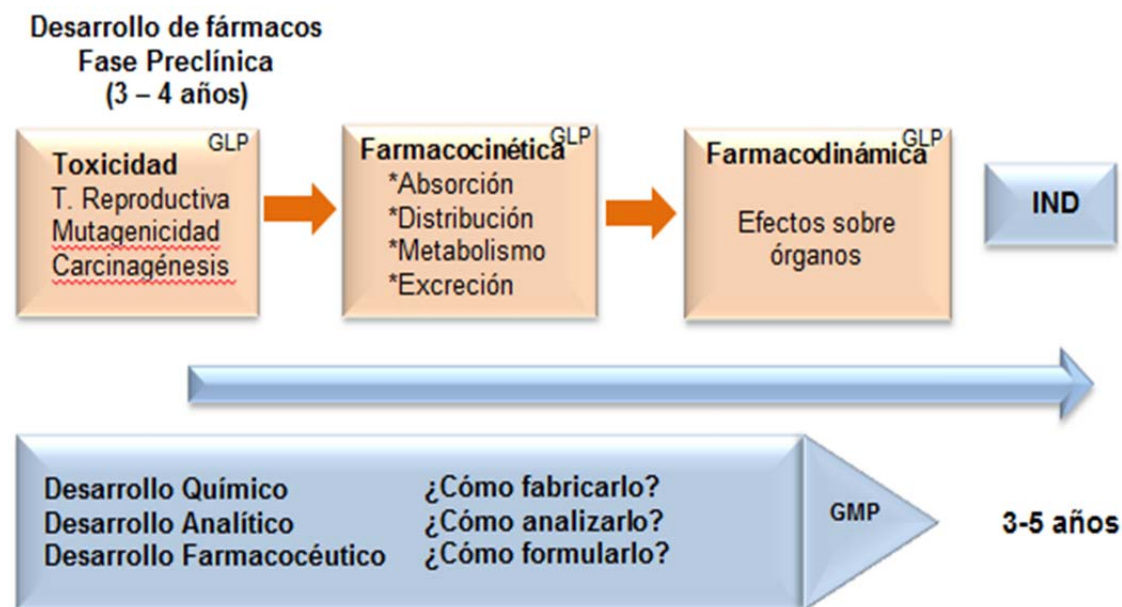 Desarrollo de fármacos
Fase Preclínica
(3 – 4 años)
GLP
Toxicidad
T. Reproductiva
Mutagenicidad
Carcinagénesis
GLP
Farmacocinética
*Absorción
*Distribución
*Metabolismo
*Excreción
GLP
Farmacodinámica
Efectos sobre
órganos
IND
Desarrollo Químico ¿Cómo fabricarlo?
Desarrollo Analítico ¿Cómo analizarlo?
Desarrollo Farmacocéutico ¿Cómo formularlo?
GMP
3-5 años